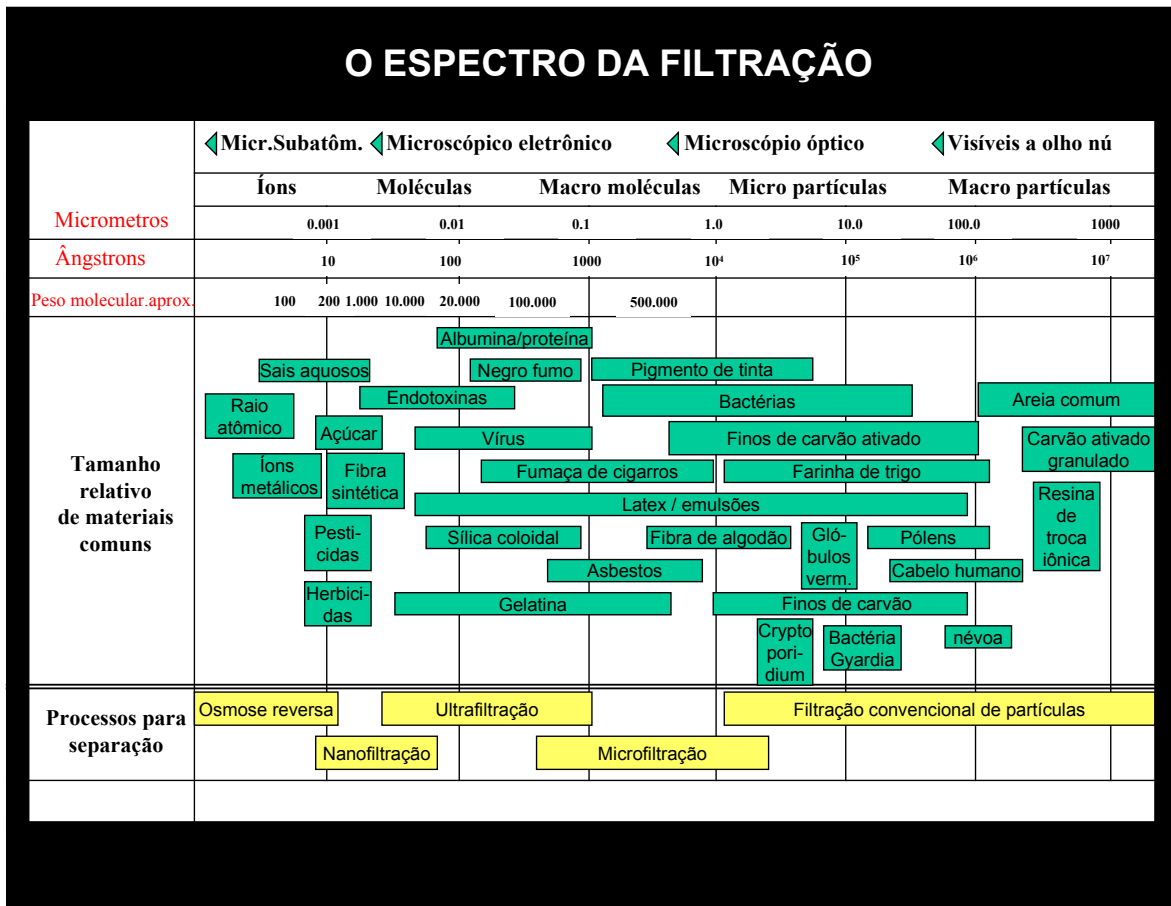 O ESPECTRO DA FILTRAÇÃO
Micr.Subatôm. Microscópico eletrônico Microscópio óptico Visíveis a olho nú
Íons Moléculas Macro moléculas Micro partículas Macro partículas
Micrometros 0.001 0.01 0.1 1.0 10.0 100.0 1000
Ângstrons 10 100 1000 10⁴ 10⁵ 10⁶ 10⁷
Peso molecular.aprox. 100 200 1.000 10.000 20.000 100.000 500.000
Tamanho
relativo
de materiais
comuns
Albumina/proteína
Sais aquosos
Negro fumo
Pigmento de tinta
Endotoxinas
Bactérias
Areia comum
Raio
atômico
Açúcar
Vírus
Finos de carvão ativado
Carvão ativado
granulado
Íons
metálicos
Fibra
sintética
Fumaça de cigarros
Farinha de trigo
Latex / emulsões
Resina
de
troca
iônica
Pesti-
cidas
Sílica coloidal
Fibra de algodão
Gló-
bulos
verm.
Pólens
Asbestos
Cabelo humano
Herbici-
das
Gelatina
Finos de carvão
Crypto
pori-
dium
Bactéria
Gyardia
névoa
Processos para
separação
Osmose reversa
Ultrafiltração
Filtração convencional de partículas
Nanofiltração
Microfiltração